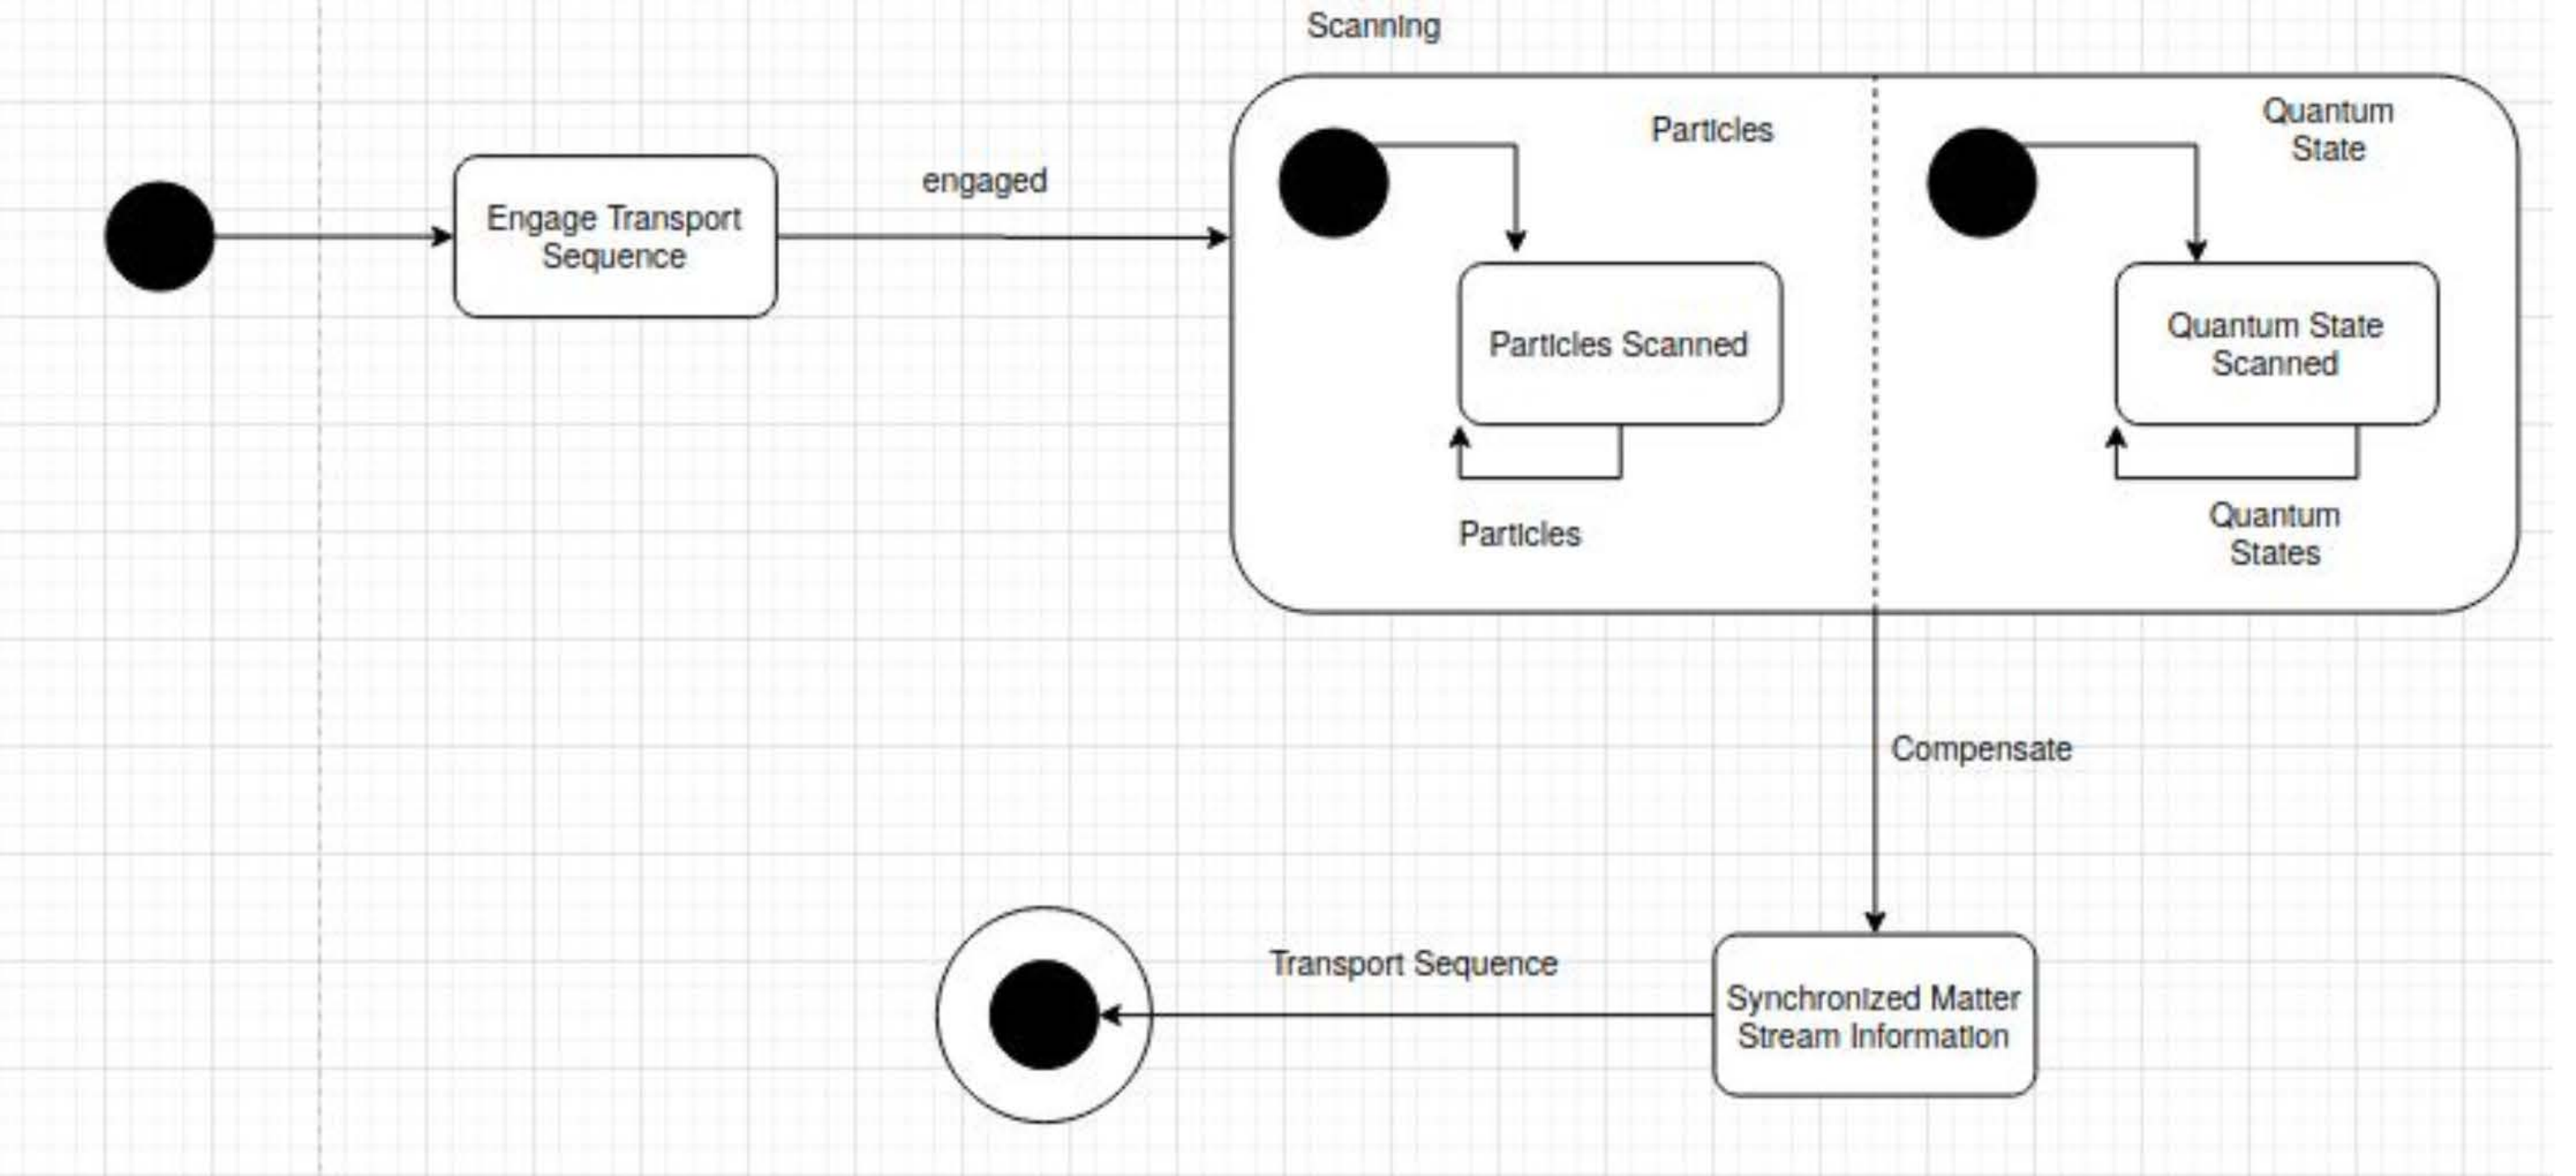 Scanning
Engage Transport
Sequence
engaged
Particles
Particles Scanned
Particles
Quantum
State
Quantum State
Scanned
Quantum
States
Compensate
Transport Sequence
Synchronized Matter
Stream Information